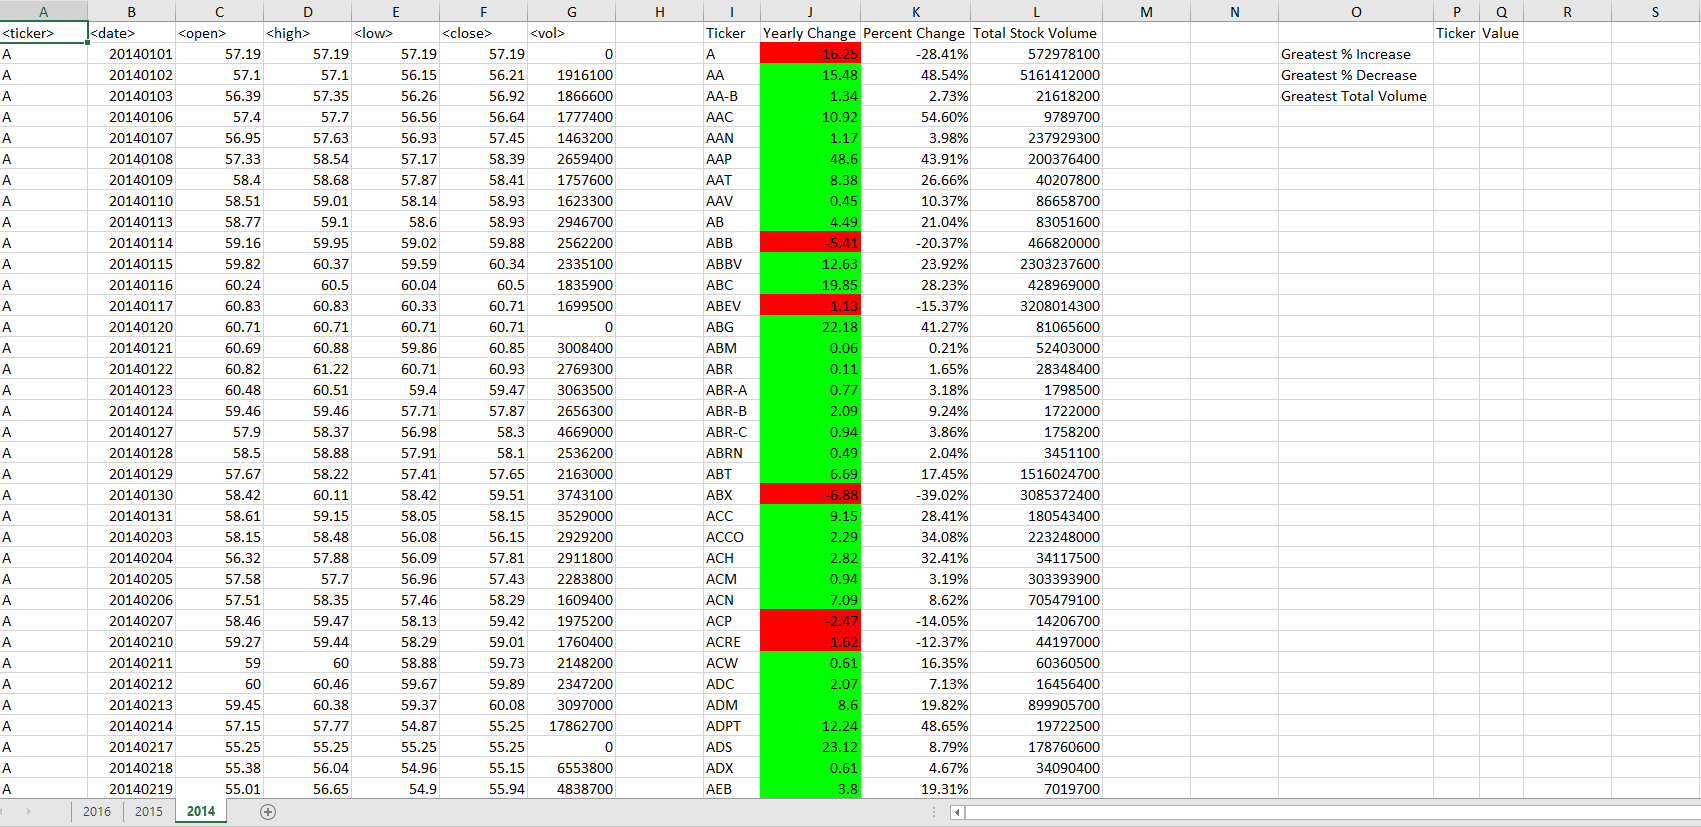 A B C D E F G H I J K L M N O P Q R S
<ticker> <date> <open> <high> <low> <close> <vol> Ticker Yearly Change Percent Change Total Stock Volume Ticker Value
A 20140101 57.19 57.19 57.19 57.19 0 A -16.25 -28.41% 572978100 Greatest % Increase
A 20140102 57.1 57.1 56.15 56.21 1916100 AA 15.48 48.54% 5161412000 Greatest % Decrease
A 20140103 56.39 57.35 56.26 56.92 1866600 AA-B 1.34 2.73% 21618200 Greatest Total Volume
A 20140106 57.4 57.7 56.56 56.64 1777400 AAC 10.92 54.60% 9789700
A 20140107 56.95 57.63 56.93 57.45 1463200 AAN 1.17 3.98% 237929300
A 20140108 57.33 58.54 57.17 58.39 2659400 AAP 48.6 43.91% 200376400
A 20140109 58.4 58.68 57.87 58.41 1757600 AAT 8.38 26.66% 40207800
A 20140110 58.51 59.01 58.14 58.93 1623300 AAV 0.45 10.37% 86658700
A 20140113 58.77 59.1 58.6 58.93 2946700 AB 4.49 21.04% 83051600
A 20140114 59.16 59.95 59.02 59.88 2562200 ABB -5.41 -20.37% 466820000
A 20140115 59.82 60.37 59.59 60.34 2335100 ABBV 12.63 23.92% 2303237600
A 20140116 60.24 60.5 60.04 60.5 1835900 ABC 19.85 28.23% 428969000
A 20140117 60.83 60.83 60.33 60.71 1699500 ABEV -1.13 -15.37% 3208014300
A 20140120 60.71 60.71 60.71 60.71 0 ABG 22.18 41.27% 81065600
A 20140121 60.69 60.88 59.86 60.85 3008400 ABM 0.06 0.21% 52403000
A 20140122 60.82 61.22 60.71 60.93 2769300 ABR 0.11 1.65% 28348400
A 20140123 60.48 60.51 59.4 59.47 3063500 ABR-A 0.77 3.18% 1798500
A 20140124 59.46 59.46 57.71 57.87 2656300 ABR-B 2.09 9.24% 1722000
A 20140127 57.9 58.37 56.98 58.3 4669000 ABR-C 0.94 3.86% 1758200
A 20140128 58.5 58.88 57.91 58.1 2536200 ABRN 0.49 2.04% 3451100
A 20140129 57.67 58.22 57.41 57.65 2163000 ABT 6.69 17.45% 1516024700
A 20140130 58.42 60.11 58.42 59.51 3743100 ABX -6.88 -39.02% 3085372400
A 20140131 58.61 59.15 58.05 58.15 3529000 ACC 9.15 28.41% 180543400
A 20140203 58.15 58.48 56.08 56.15 2929200 ACCO 2.29 34.08% 223248000
A 20140204 56.32 57.88 56.09 57.81 2911800 ACH 2.82 32.41% 34117500
A 20140205 57.58 57.7 56.96 57.43 2283800 ACM 0.94 3.19% 303393900
A 20140206 57.51 58.35 57.46 58.29 1609400 ACN 7.09 8.62% 705479100
A 20140207 58.46 59.47 58.13 59.42 1975200 ACP -2.47 -14.05% 14206700
A 20140210 59.27 59.44 58.29 59.01 1760400 ACRE -1.62 -12.37% 44197000
A 20140211 59 60 58.88 59.73 2148200 ACW 0.61 16.35% 60360500
A 20140212 60 60.46 59.67 59.89 2347200 ADC 2.07 7.13% 16456400
A 20140213 59.45 60.38 59.37 60.08 3097000 ADM 8.6 19.82% 899905700
A 20140214 57.15 57.77 54.87 55.25 17862700 ADPT 12.24 48.65% 19722500
A 20140217 55.25 55.25 55.25 55.25 0 ADS 23.12 8.79% 178760600
A 20140218 55.38 56.04 54.96 55.15 6553800 ADX 0.61 4.67% 34090400
A 20140219 55.01 56.65 54.9 55.94 4838700 AEB 3.8 19.31% 7019700
2016 2015 2014